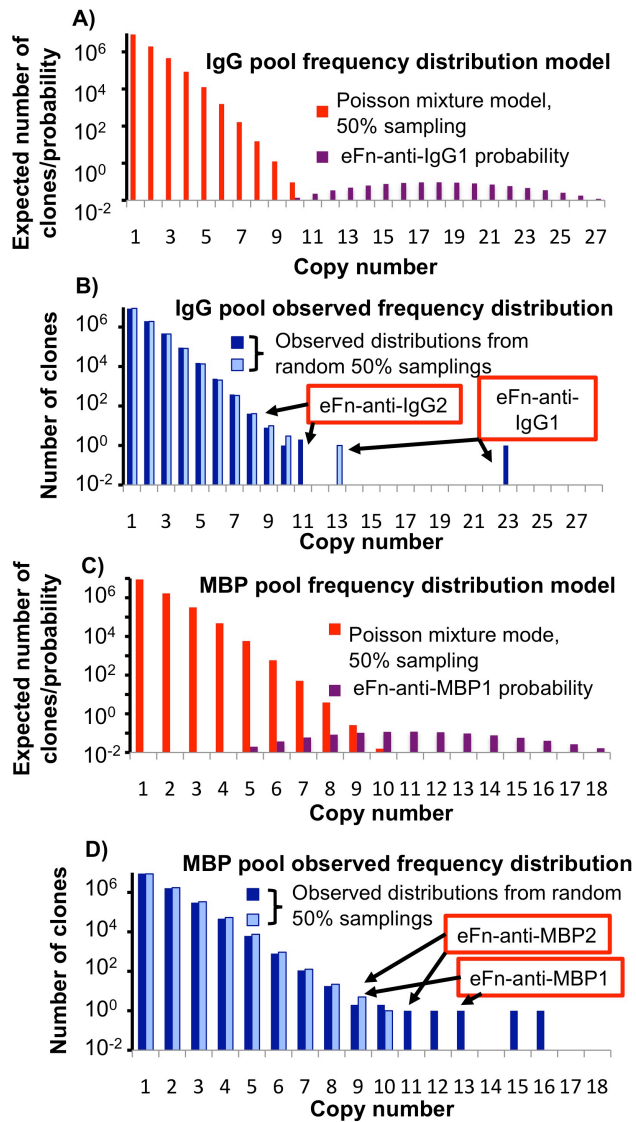 A)
IgG pool frequency distribution model
Expected number of
clones/probability
10^6
10^4
10^2
10^0
10^-2
Poisson mixture model,
50% sampling
eFn-anti-IgG1 probability
1 3 5 7 9 11 13 15 17 19 21 23 25 27
Copy number
B)
IgG pool observed frequency distribution
Number of clones
10^6
10^4
10^2
10^0
10^-2
Observed distributions from
random 50% samplings
eFn-anti-IgG2
eFn-anti-
IgG1
1 3 5 7 9 11 13 15 17 19 21 23 25 27
Copy number
C)
MBP pool frequency distribution model
Expected number of
clones/probability
10^6
10^4
10^2
10^0
10^-2
Poisson mixture mode,
50% sampling
eFn-anti-MBP1 probability
1 2 3 4 5 6 7 8 9 10 11 12 13 14 15 16 17 18
Copy number
D)
MBP pool observed frequency distribution
Number of clones
10^6
10^4
10^2
10^0
10^-2
Observed distributions from random
50% samplings
eFn-anti-MBP2
eFn-anti-MBP1
1 2 3 4 5 6 7 8 9 10 11 12 13 14 15 16 17 18
Copy number